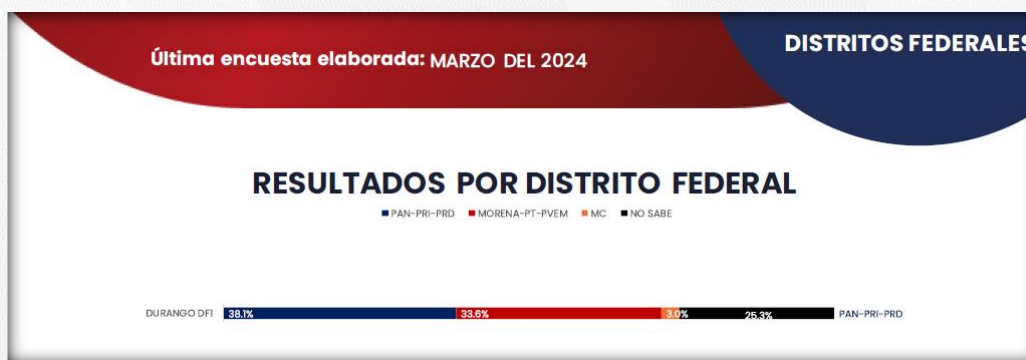 Última encuesta elaborada: MARZO DEL 2024
DISTRITOS FEDERALES
RESULTADOS POR DISTRITO FEDERAL
PAN-PRI-PRD MORENA-PT-PVEM MC NO SABE
DURANGO DF1 38.1% 33.6% 3.0% 25.3% PAN-PRI-PRD